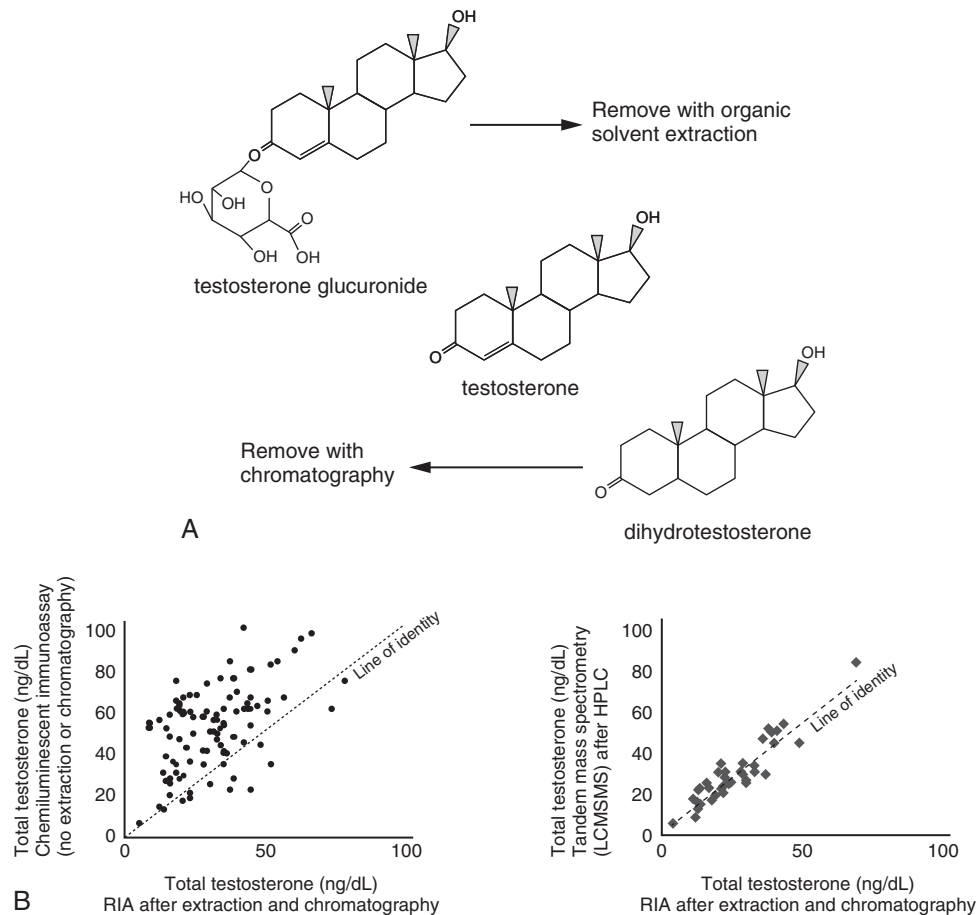 OH
Remove with organic
solvent extraction
O
O
HO
OH
O
OH
OH
testosterone glucuronide
OH
O
testosterone
OH
Remove with
chromatography
O
dihydrotestosterone
A
Total testosterone (ng/dL)
Chemiluminescent immunoassay
(no extraction or chromatography)
100
80
60
40
20
0
0
50
100
Line of identity
Total testosterone (ng/dL)
RIA after extraction and chromatography
Total testosterone (ng/dL)
Tandem mass spectrometry
(LCMSMS) after HPLC
100
80
60
40
20
0
0
50
100
Line of identity
Total testosterone (ng/dL)
RIA after extraction and chromatography
B